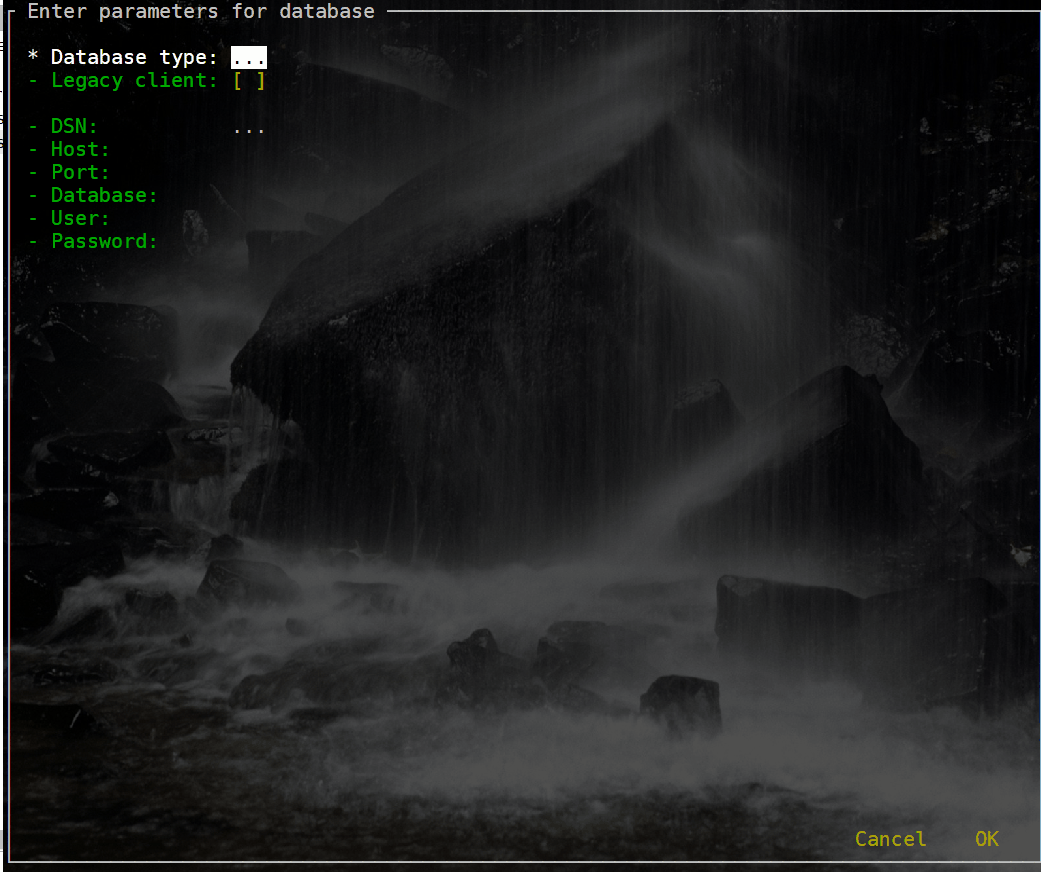 Enter parameters for database
* Database type: ...
- Legacy client: [ ]
- DSN: ...
- Host:
- Port:
- Database:
- User:
- Password:
Cancel OK